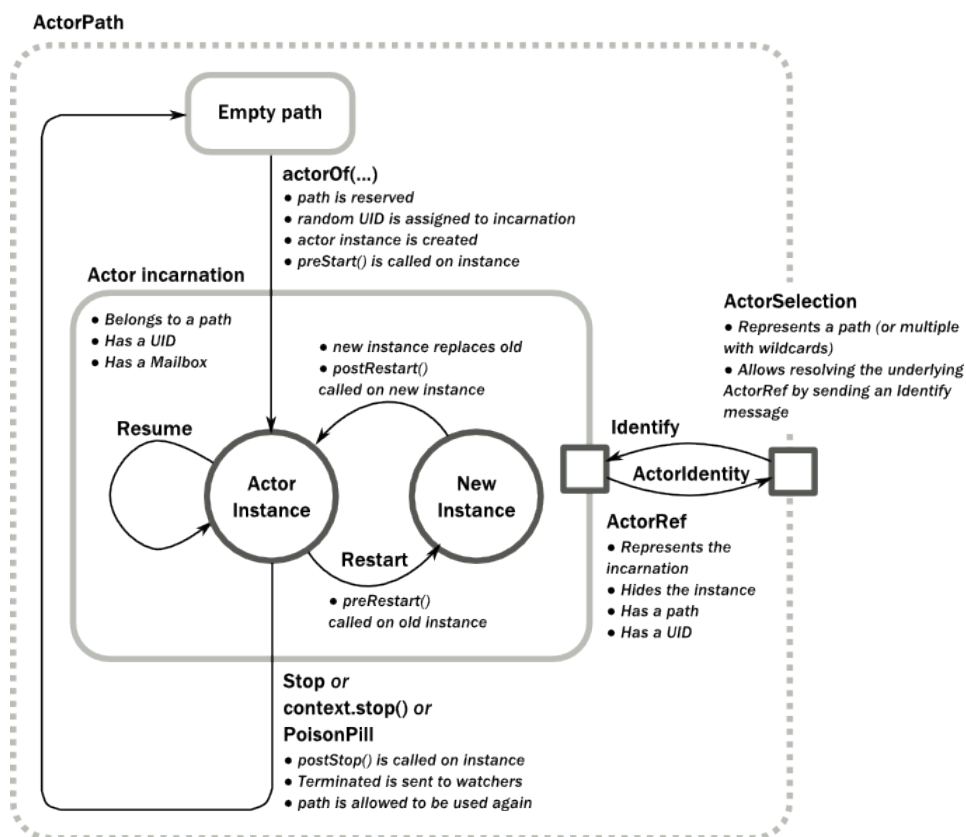 ActorPath
Empty path
actorOf(...)
● path is reserved
● random UID is assigned to incarnation
● actor instance is created
● preStart() is called on instance
Actor incarnation
● Belongs to a path
● Has a UID
● Has a Mailbox
● new instance replaces old
● postRestart()
called on new instance
ActorSelection
● Represents a path (or multiple
with wildcards)
● Allows resolving the underlying
ActorRef by sending an Identify
message
Resume
Actor
Instance
New
Instance
Identify
ActorIdentity
Restart
● preRestart()
called on old instance
ActorRef
● Represents the
incarnation
● Hides the instance
● Has a path
● Has a UID
Stop or
context.stop() or
PoisonPill
● postStop() is called on instance
● Terminated is sent to watchers
● path is allowed to be used again